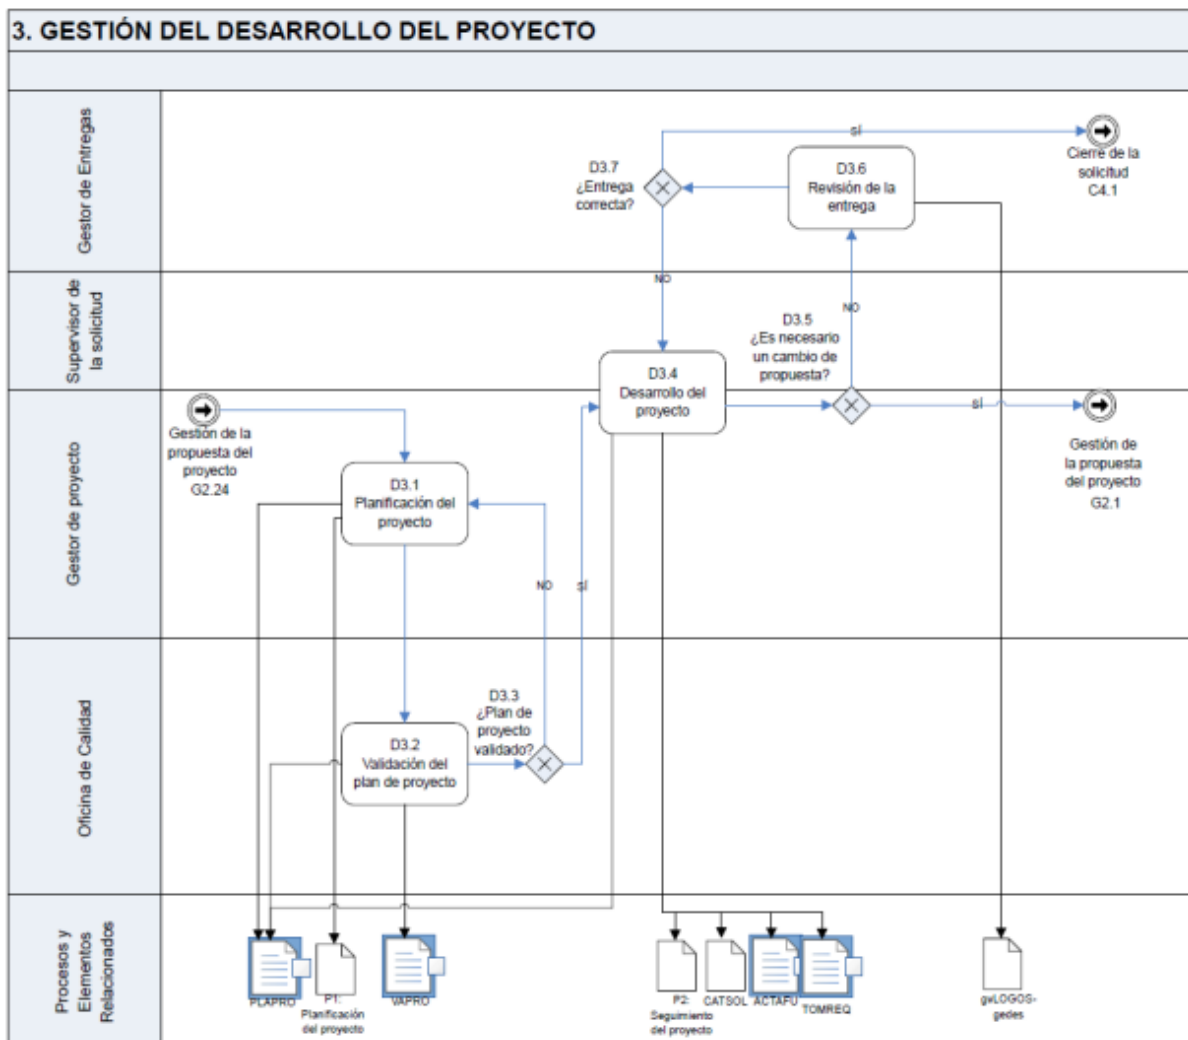 3. GESTIÓN DEL DESARROLLO DEL PROYECTO
Gestor de Entregas
D3.7
¿Entrega
correcta?
SÍ
D3.6
Revisión de la
entrega
Cierre de la
solicitud
C4.1
NO
Supervisor de
la solicitud
D3.5
¿Es necesario
un cambio de
propuesta?
NO
D3.4
Desarrollo del
proyecto
SÍ
Gestor de proyecto
Gestión de la
propuesta del
proyecto
G2.24
Gestión de
la propuesta
del proyecto
G2.1
D3.1
Planificación del
proyecto
NO
SÍ
Oficina de Calidad
D3.3
¿Plan de
proyecto
validado?
D3.2
Validación del
plan de proyecto
Procesos y
Elementos
Relacionados
PLAPRO
P1:
Planificación
del proyecto
VAPRO
P2:
Seguimiento
del proyecto
CATSOL
ACTAFU
TOMREQ
gvLOGOS-
gedes